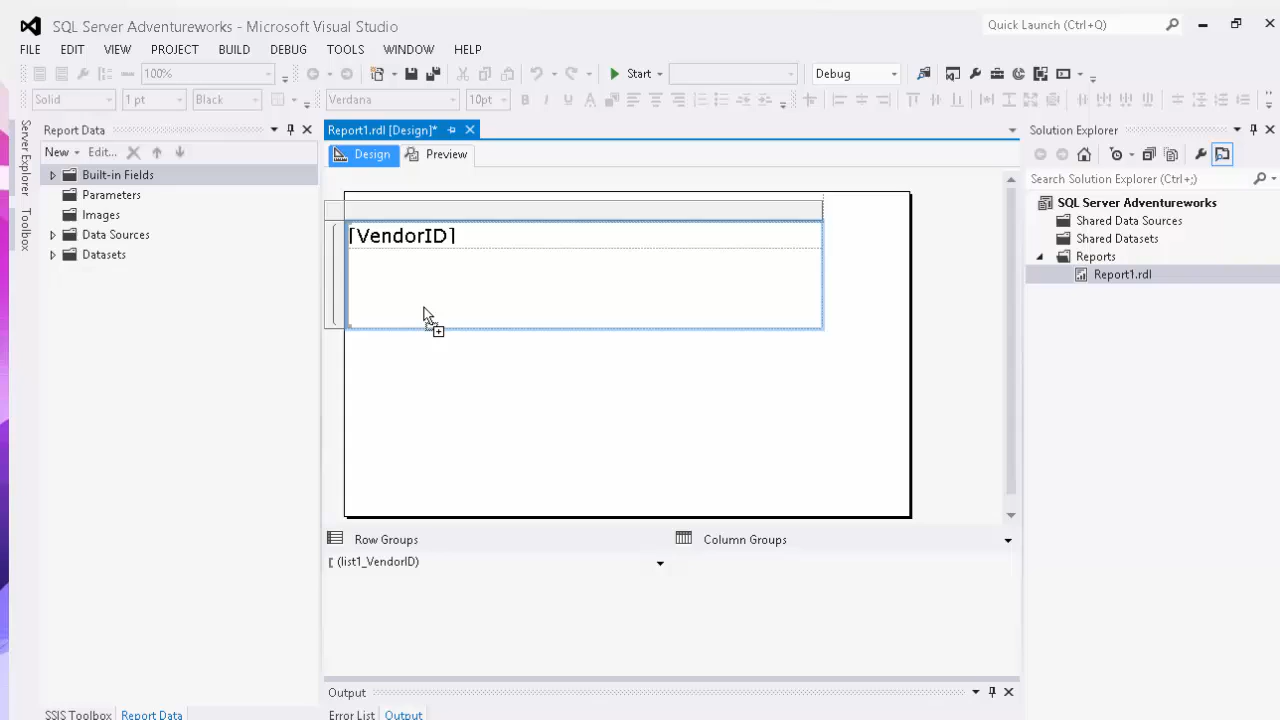 SQL Server Adventureworks - Microsoft Visual Studio
Quick Launch (Ctrl+Q)
FILE EDIT VIEW PROJECT BUILD DEBUG TOOLS WINDOW HELP
100% Start Debug
Solid 1 pt Black Verdana 10pt B I U A
Server Explorer
Toolbox
Report Data
New Edit...
Built-in Fields
Parameters
Images
Data Sources
Datasets
SSIS Toolbox Report Data
Report1.rdl [Design]*
Design Preview
[VendorID]
Row Groups Column Groups
[ (list1_VendorID)
Output
Error List Output
Solution Explorer
Search Solution Explorer (Ctrl+;)
SQL Server Adventureworks
Shared Data Sources
Shared Datasets
Reports
Report1.rdl